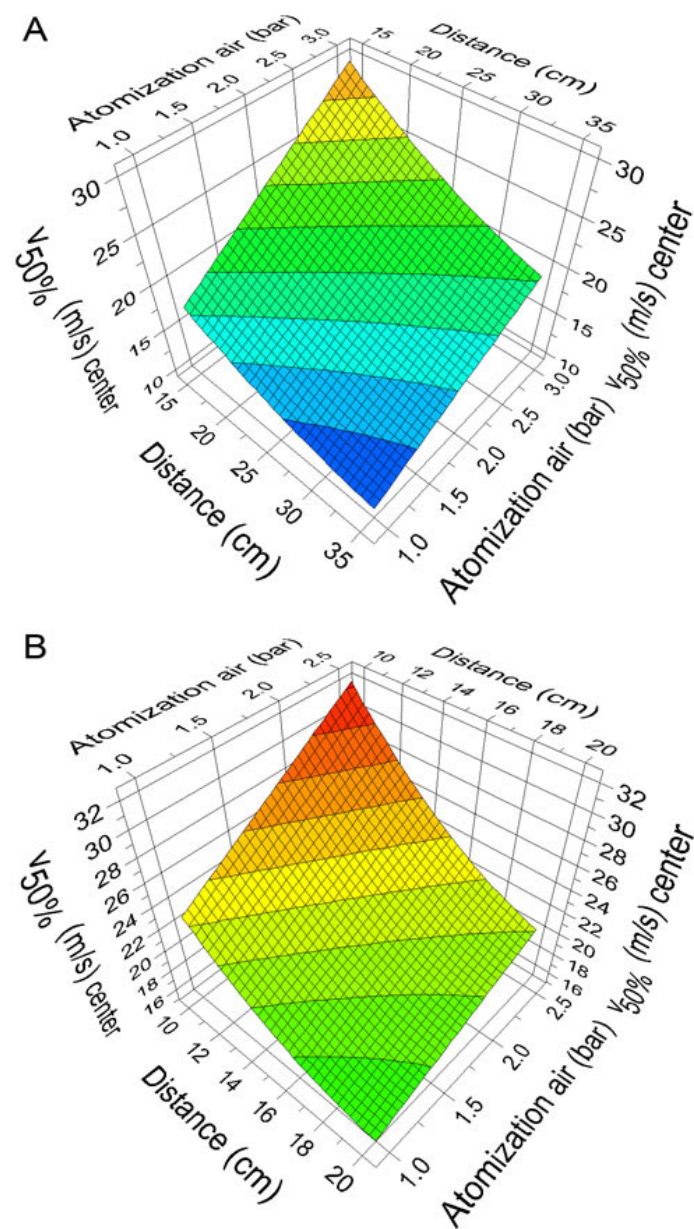 A
Atomization air (bar)
1.0 1.5 2.0 2.5 3.0
Distance (cm)
15 20 25 30 35
30 25 20 15 10
v50% (m/s) center
15 20 25 30 35
Distance (cm)
30 25 20 15 10
v50% (m/s) center
1.0 1.5 2.0 2.5 3.0
Atomization air (bar)
B
Atomization air (bar)
1.0 1.5 2.0 2.5
Distance (cm)
10 12 14 16 18 20
32 30 28 26 24 22 20 18 16
v50% (m/s) center
10 12 14 16 18 20
Distance (cm)
32 30 28 26 24 22 20 18 16
v50% (m/s) center
1.0 1.5 2.0 2.5
Atomization air (bar)